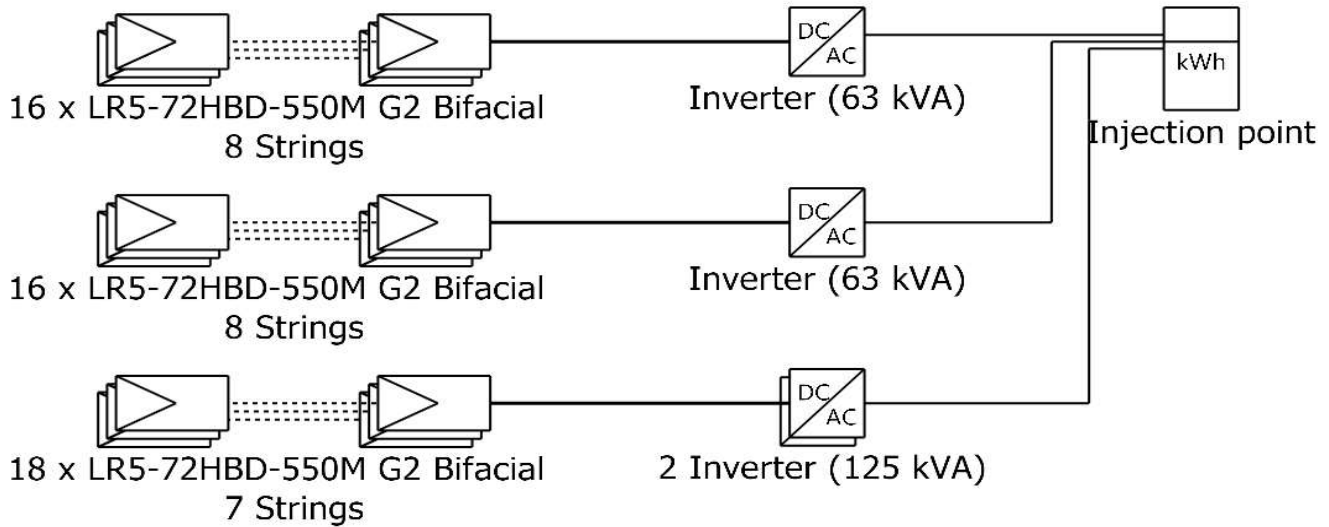 DC
AC
Inverter (63 kVA)
16 x LR5-72HBD-550M G2 Bifacial
8 Strings
kWh
Injection point
DC
AC
Inverter (63 kVA)
16 x LR5-72HBD-550M G2 Bifacial
8 Strings
DC
AC
2 Inverter (125 kVA)
18 x LR5-72HBD-550M G2 Bifacial
7 Strings